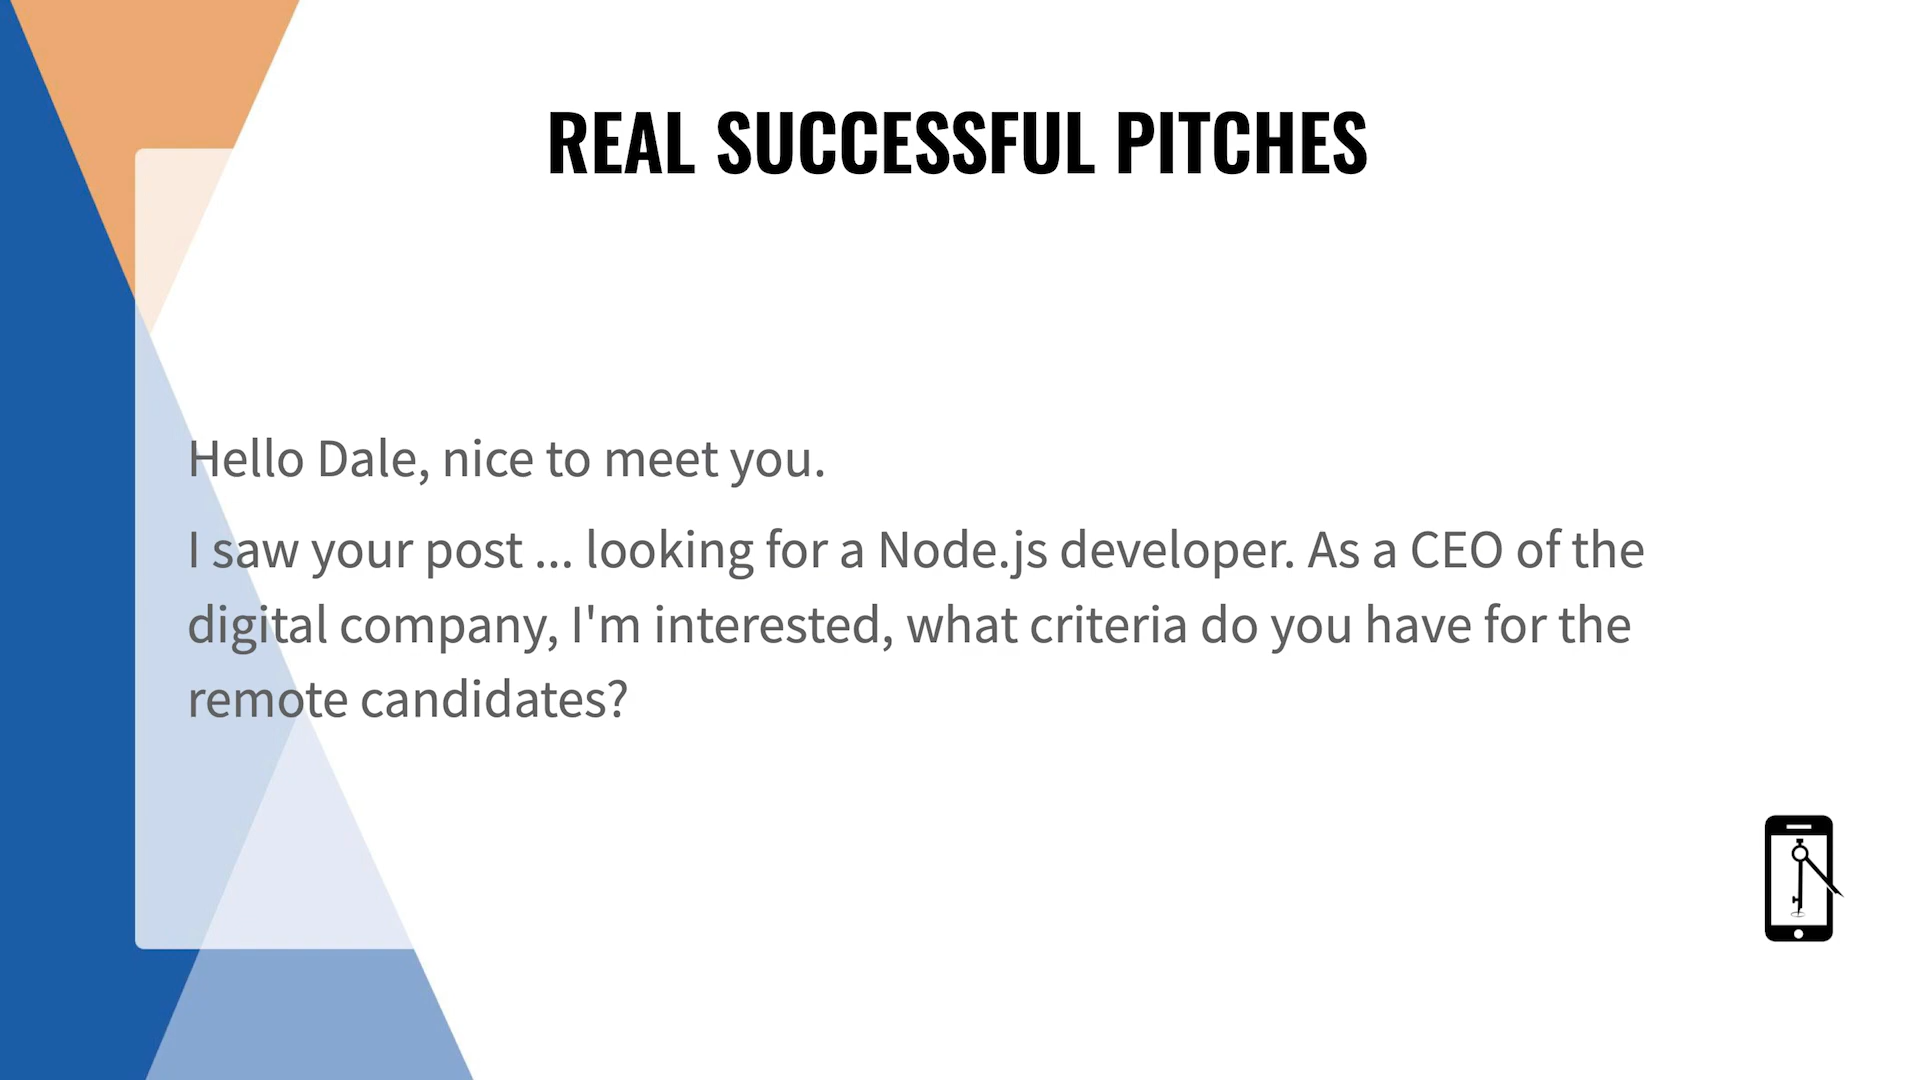 REAL SUCCESSFUL PITCHES
Hello Dale, nice to meet you.
I saw your post ... looking for a Node.js developer. As a CEO of the
digital company, I'm interested, what criteria do you have for the
remote candidates?